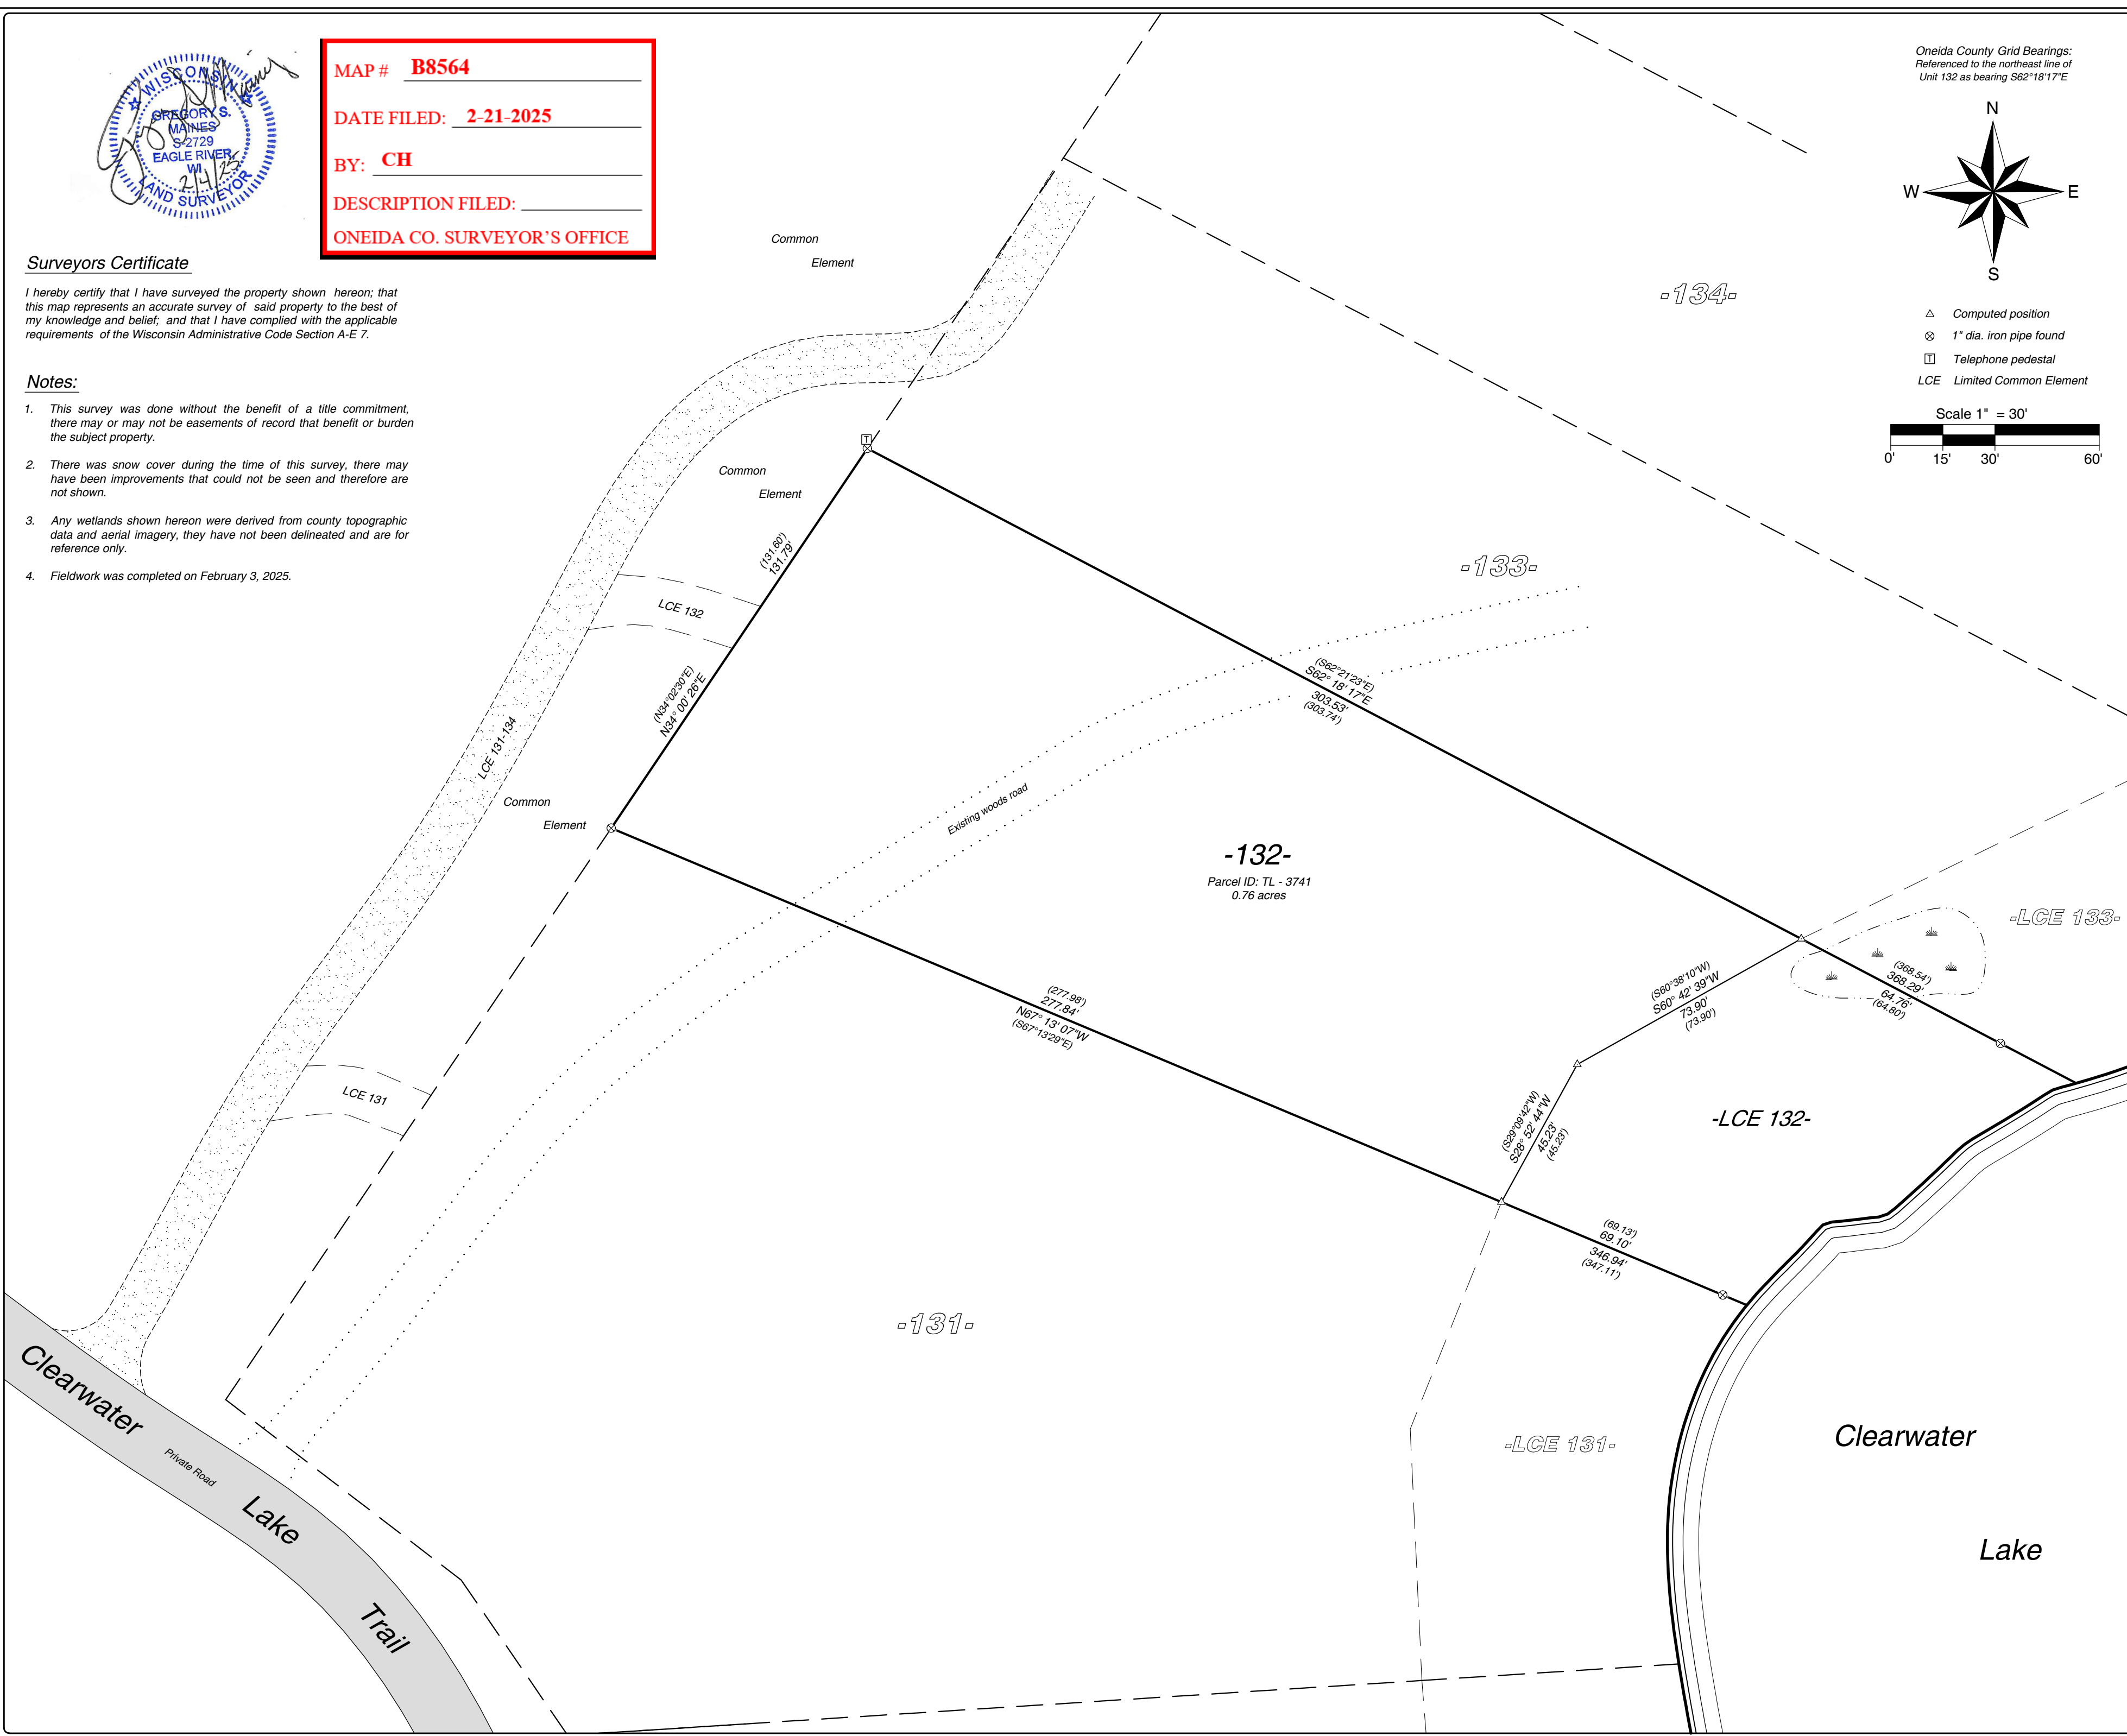 WISCONSIN
GREGORY S.
MAINES
S-2729
EAGLE RIVER,
WI
2/4/25
LAND SURVEYOR
MAP # B8564
DATE FILED: 2-21-2025
BY: CH
DESCRIPTION FILED:
ONEIDA CO. SURVEYOR'S OFFICE
Surveyors Certificate
I hereby certify that I have surveyed the property shown hereon; that
this map represents an accurate survey of said property to the best of
my knowledge and belief; and that I have complied with the applicable
requirements of the Wisconsin Administrative Code Section A-E 7.
Notes:
1. This survey was done without the benefit of a title commitment,
there may or may not be easements of record that benefit or burden
the subject property.
2. There was snow cover during the time of this survey, there may
have been improvements that could not be seen and therefore are
not shown.
3. Any wetlands shown hereon were derived from county topographic
data and aerial imagery, they have not been delineated and are for
reference only.
4. Fieldwork was completed on February 3, 2025.
Oneida County Grid Bearings:
Referenced to the northeast line of
Unit 132 as bearing S62°18'17"E
N
W
E
S
Computed position
1" dia. iron pipe found
T Telephone pedestal
LCE Limited Common Element
Scale 1" = 30'
0' 15' 30' 60'
Common
Element
-134-
T
Common
Element
(131.60')
131.79'
-133-
LCE 132
(N34°02'30"E)
N34° 00' 26"E
(S62°21'23"E)
S62° 18' 17"E
303.53'
(303.74')
LCE 131-134
Common
Element
Existing woods road
-132-
Parcel ID: TL - 3741
0.76 acres
-LCE 133-
(368.54')
368.29'
64.76'
(64.80')
(S60°38'10"W)
S60° 42' 39"W
73.90'
(73.90')
(277.98')
277.84'
N67° 13' 07"W
(S67°13'29"E)
LCE 131
(S29°09'42"W)
S28° 52' 44"W
45.23'
(45.23')
-LCE 132-
(69.13')
69.10'
346.94'
(347.11')
-131-
-LCE 131-
Clearwater
Lake
Clearwater
Private Road
Lake
Trail